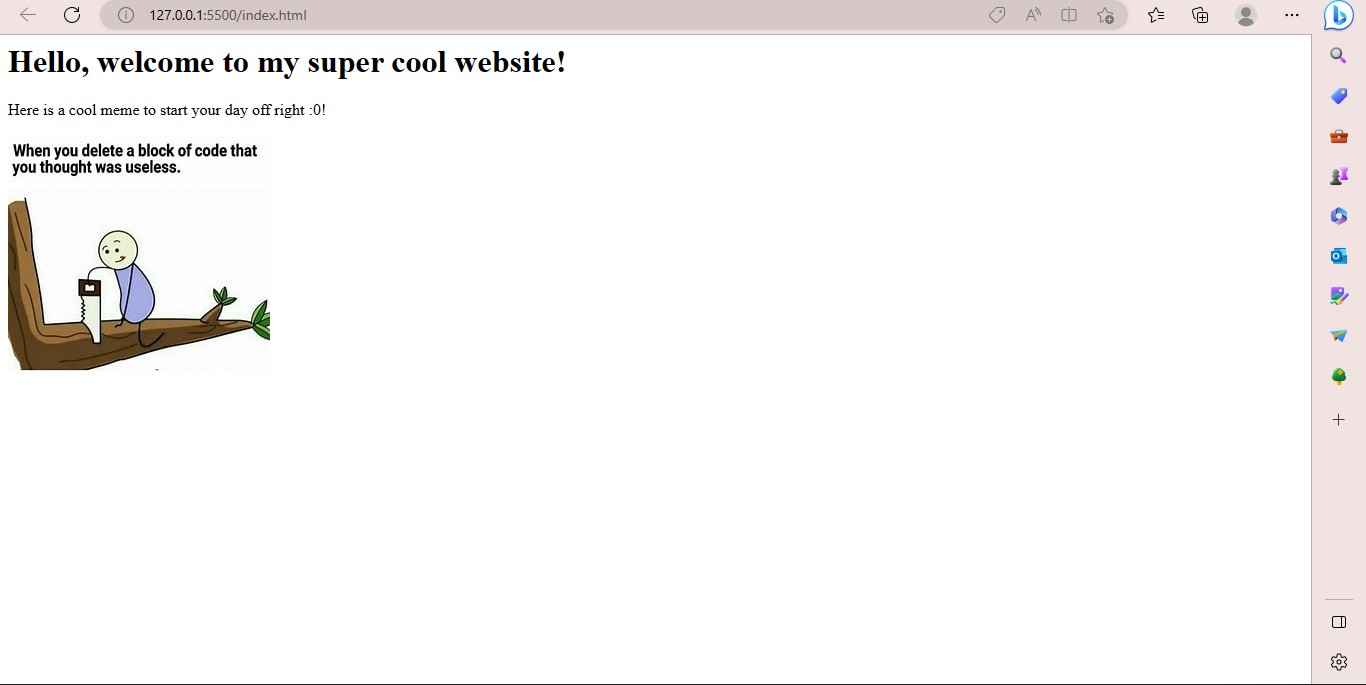 127.0.0.1:5500/index.html
Hello, welcome to my super cool website!
Here is a cool meme to start your day off right :0!
When you delete a block of code that
you thought was useless.